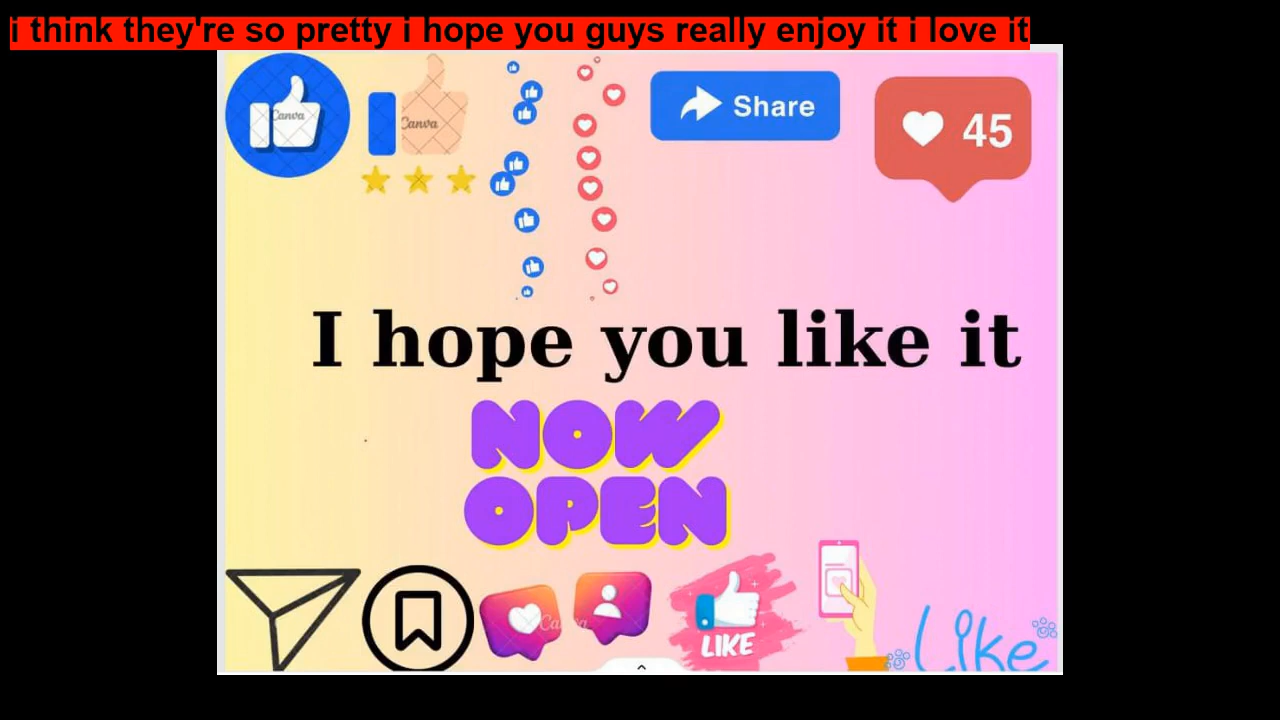 i think they're so pretty i hope you guys really enjoy it i love it
Canva
Canva
Share
45
I hope you like it
NOW
OPEN
Canva
LIKE
Like